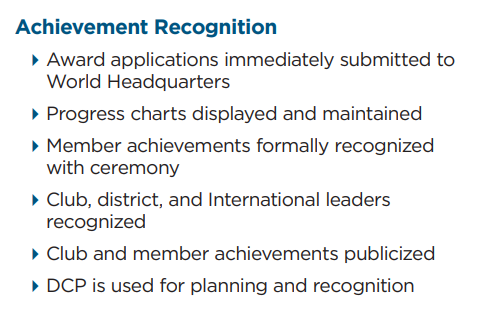 Achievement Recognition
Award applications immediately submitted to
World Headquarters
Progress charts displayed and maintained
Member achievements formally recognized
with ceremony
Club, district, and International leaders
recognized
Club and member achievements publicized
DCP is used for planning and recognition